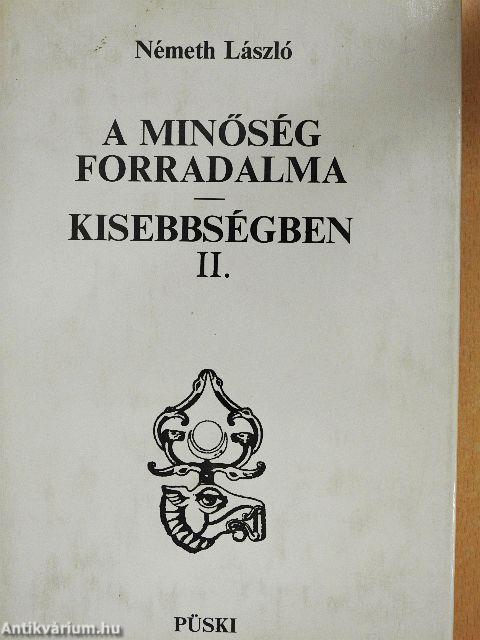 Németh László
A MINŐSÉG
FORRADALMA
—
KISEBBSÉGBEN
II.
PÜSKI
Antikvárium.hu